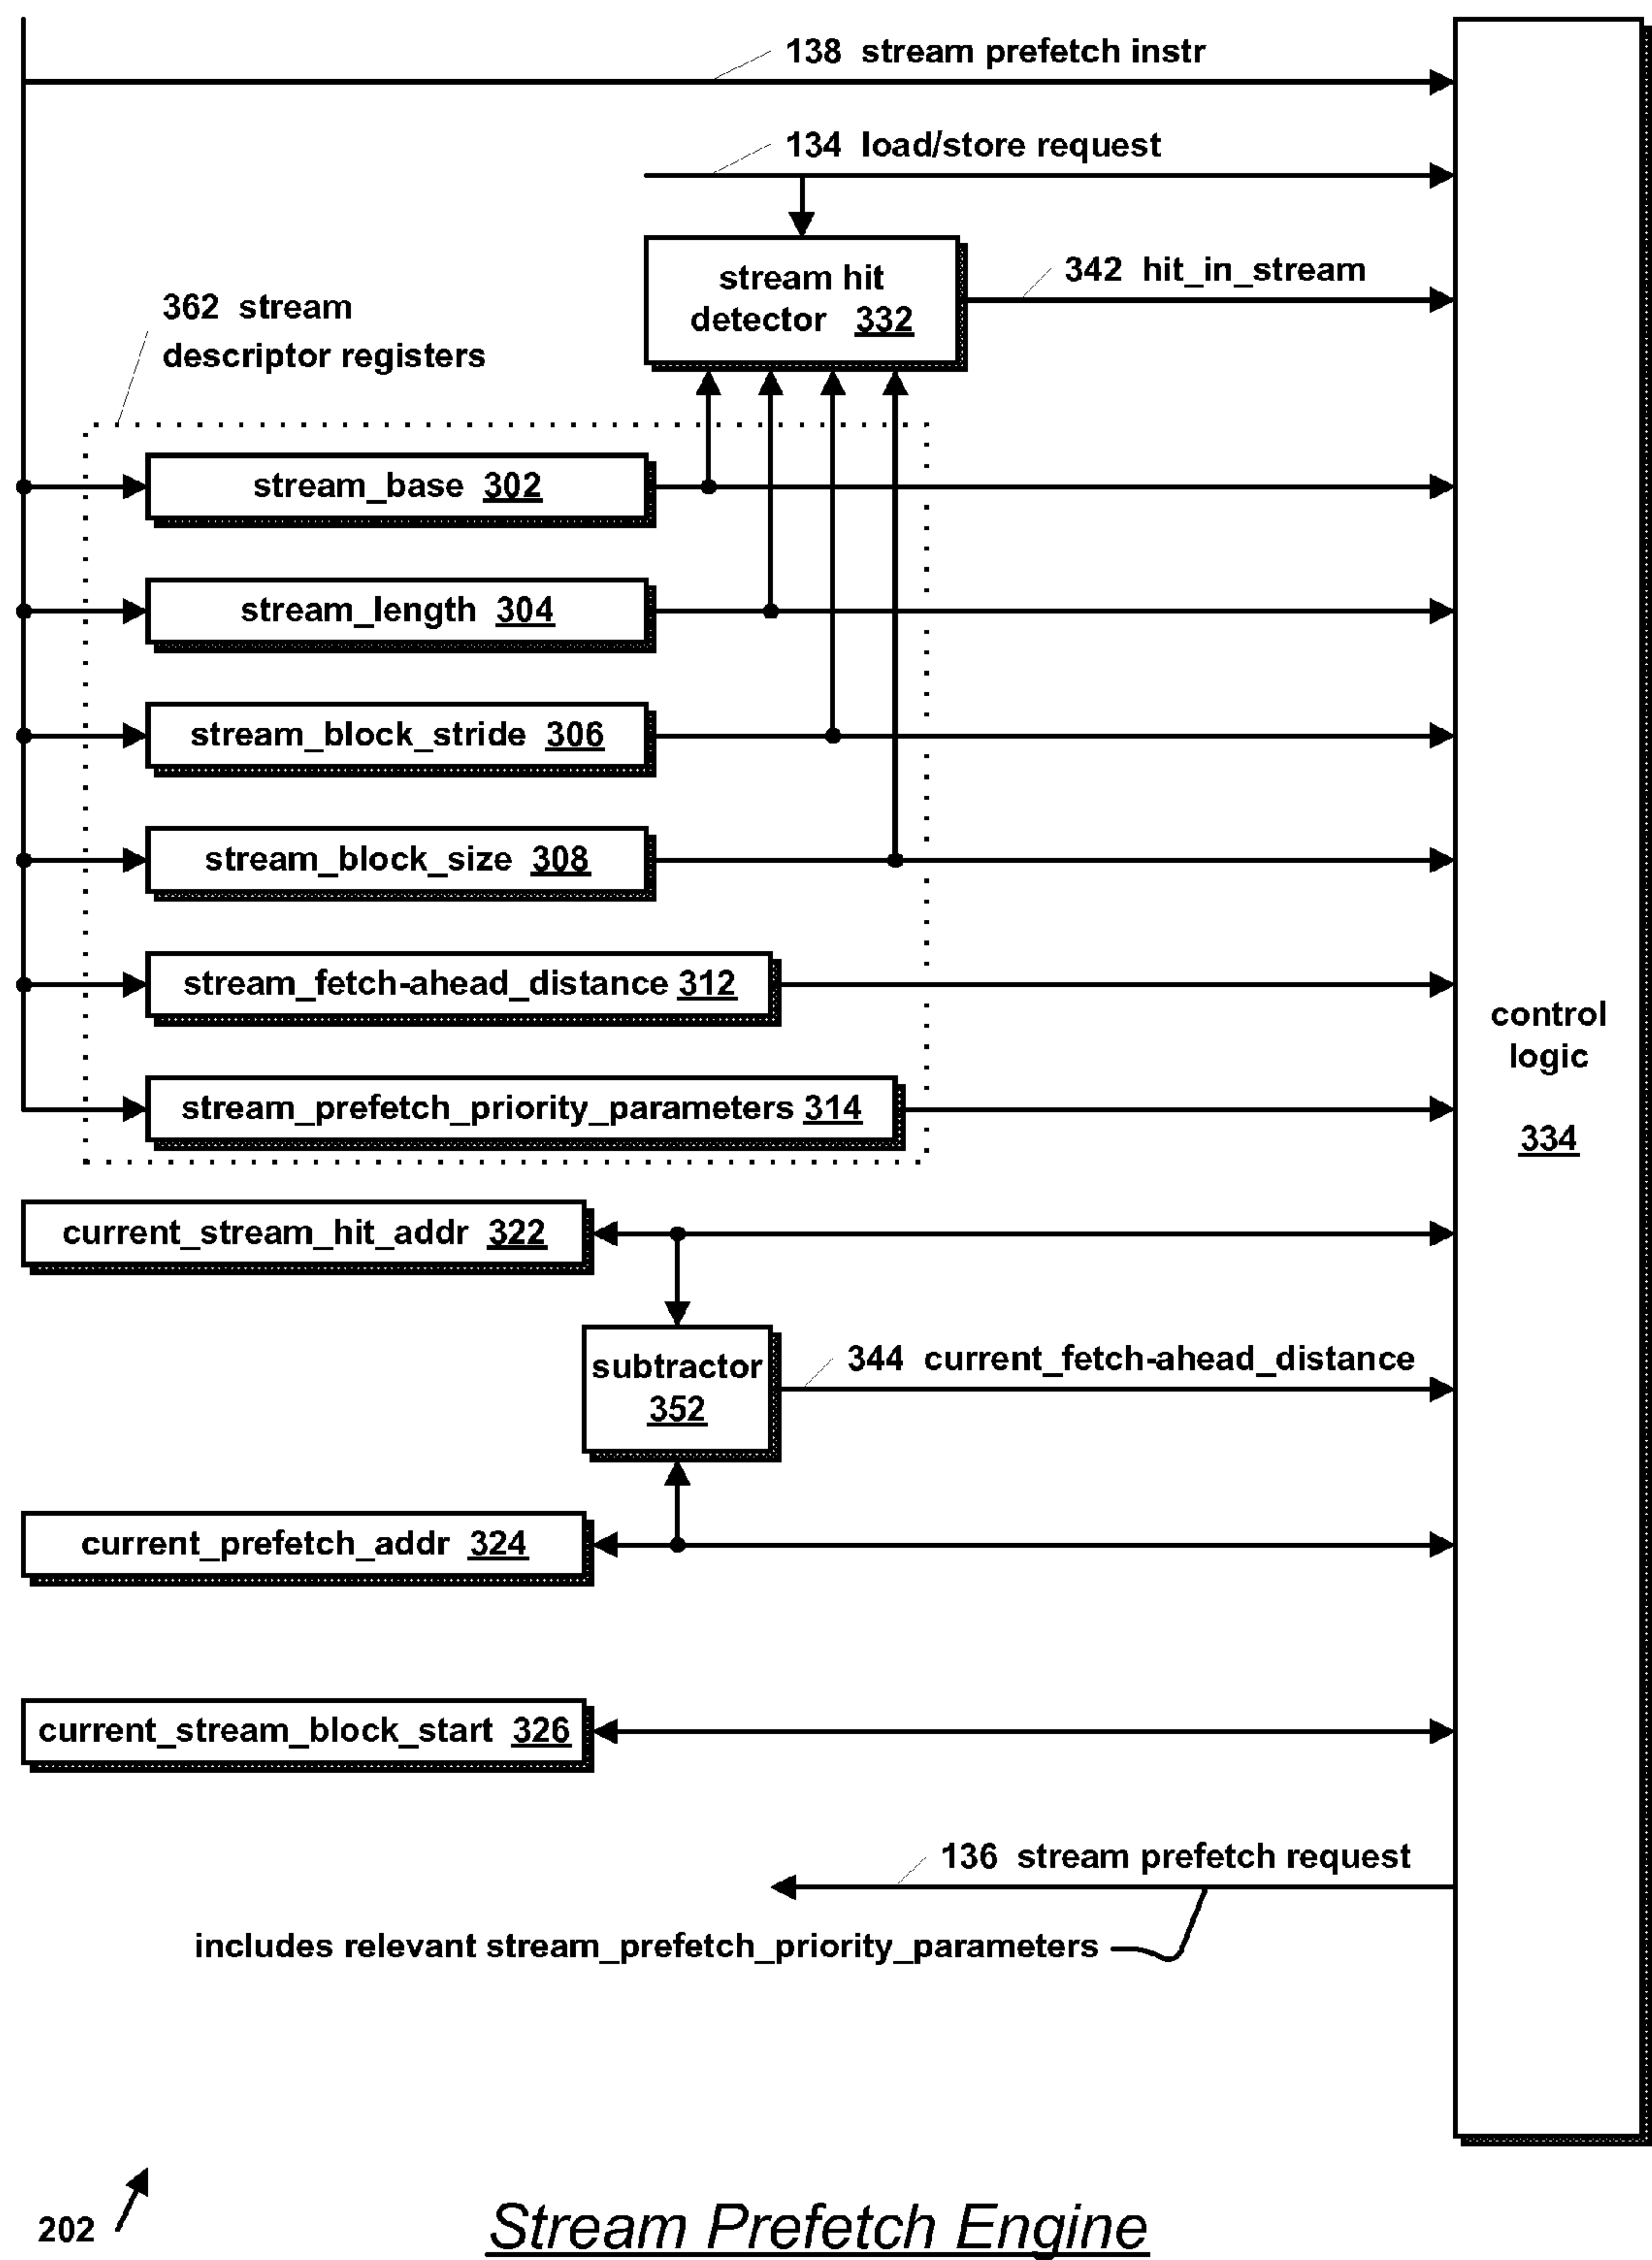 138 stream prefetch instr
134 load/store request
stream hit
detector 332
342 hit_in_stream
362 stream
descriptor registers
stream_base 302
stream_length 304
stream_block_stride 306
stream_block_size 308
stream_fetch-ahead_distance 312
stream_prefetch_priority_parameters 314
control
logic
334
current_stream_hit_addr 322
subtractor
352
344 current_fetch-ahead_distance
current_prefetch_addr 324
current_stream_block_start 326
136 stream prefetch request
includes relevant stream_prefetch_priority_parameters
202
Stream Prefetch Engine